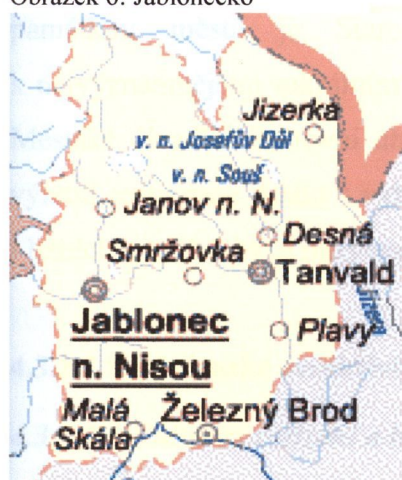 Obrázek 6: Jablonecko
Jizerka
v. n. Josefův Důl
v. n. Souš
Janov n. N.
Desná
Smržovka
Tanvald
Jizera
Jablonec
n. Nisou
Plavy
Malá
Skála
Železný Brod